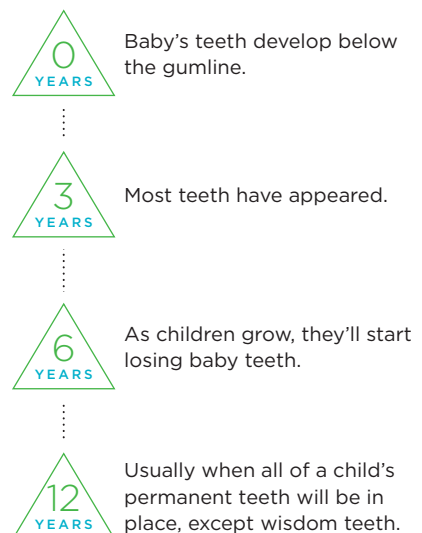 0
YEARS
Baby’s teeth develop below
the gumline.
3
YEARS
Most teeth have appeared.
6
YEARS
As children grow, they’ll start
losing baby teeth.
12
YEARS
Usually when all of a child’s
permanent teeth will be in
place, except wisdom teeth.